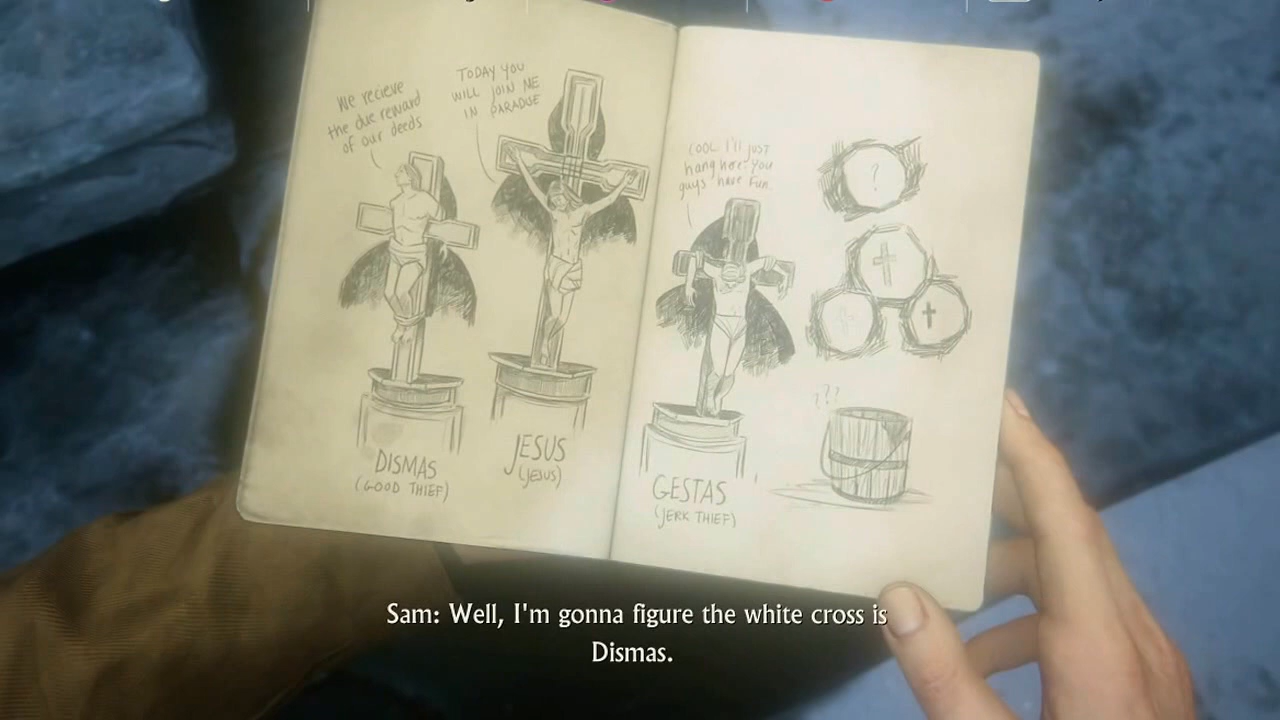 We recieve
the due reward
of our deeds
TODAY YOU
WILL JOIN ME
IN PARADISE
COOL I'll just
hang here. You
guys have fun.
?
???
DISMAS
(GOOD THIEF)
JESUS
(JESUS)
GESTAS
(JERK THIEF)
Sam: Well, I'm gonna figure the white cross is
Dismas.